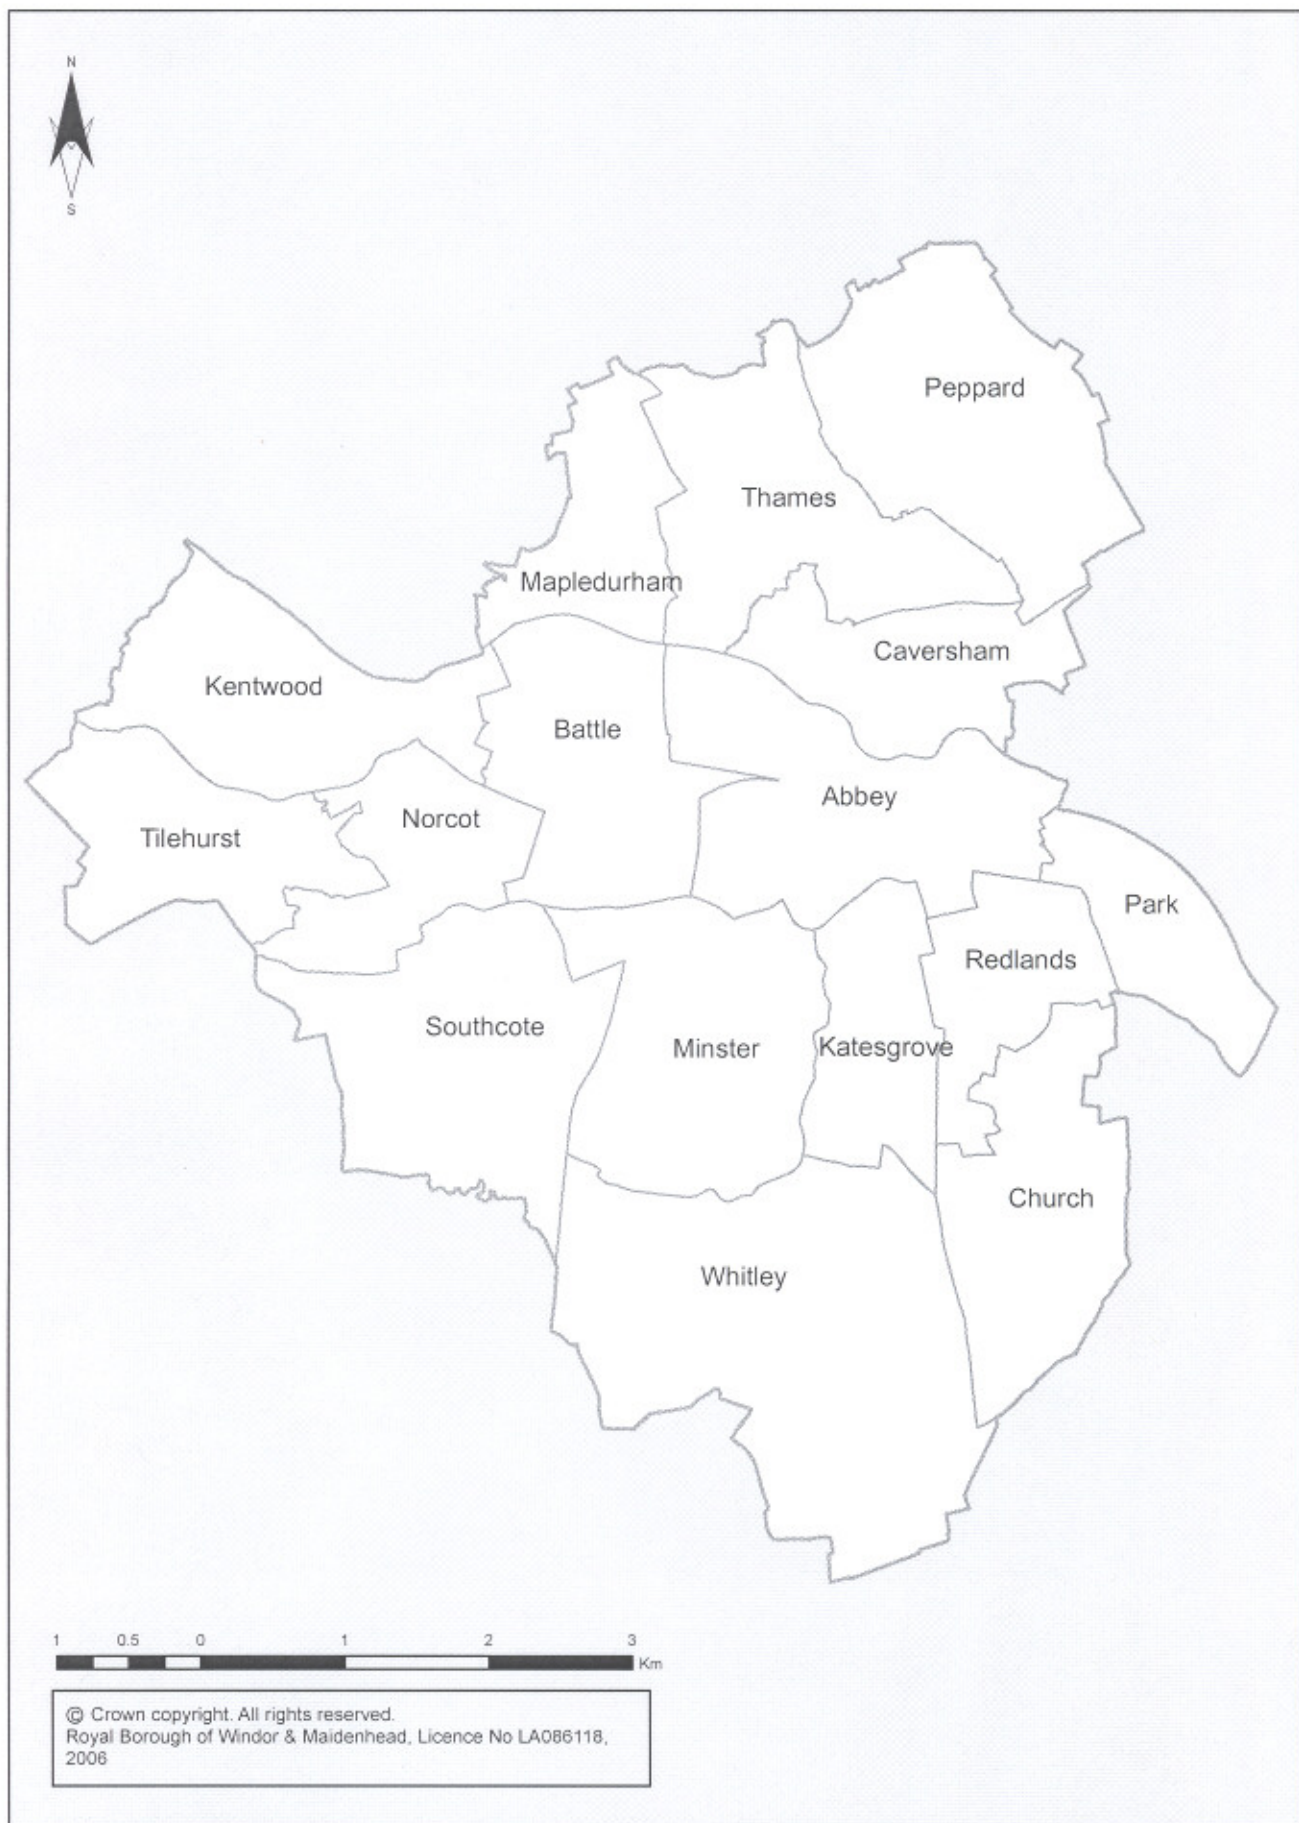 N
S
Peppard
Thames
Mapledurham
Caversham
Kentwood
Battle
Abbey
Norcot
Tilehurst
Park
Redlands
Southcote
Minster
Katesgrove
Church
Whitley
1 0.5 0 1 2 3
Km
© Crown copyright. All rights reserved.
Royal Borough of Windor & Maidenhead, Licence No LA086118,
2006